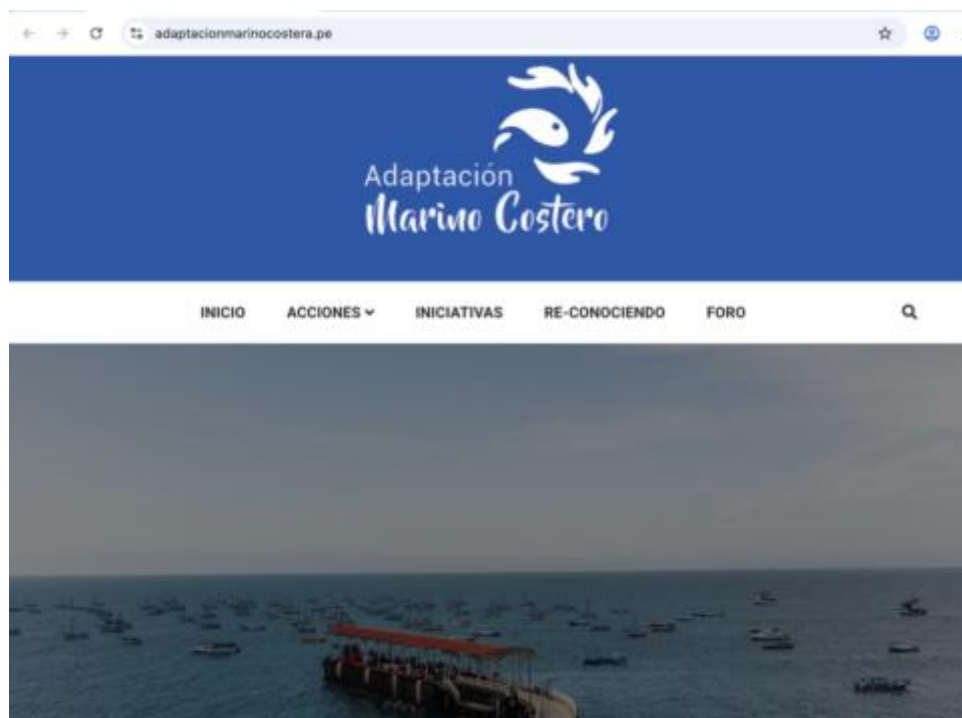 adaptacionmarinocostera.pe
Adaptación
Marino Costero
INICIO ACCIONES INICIATIVAS RE-CONOCIENDO FORO